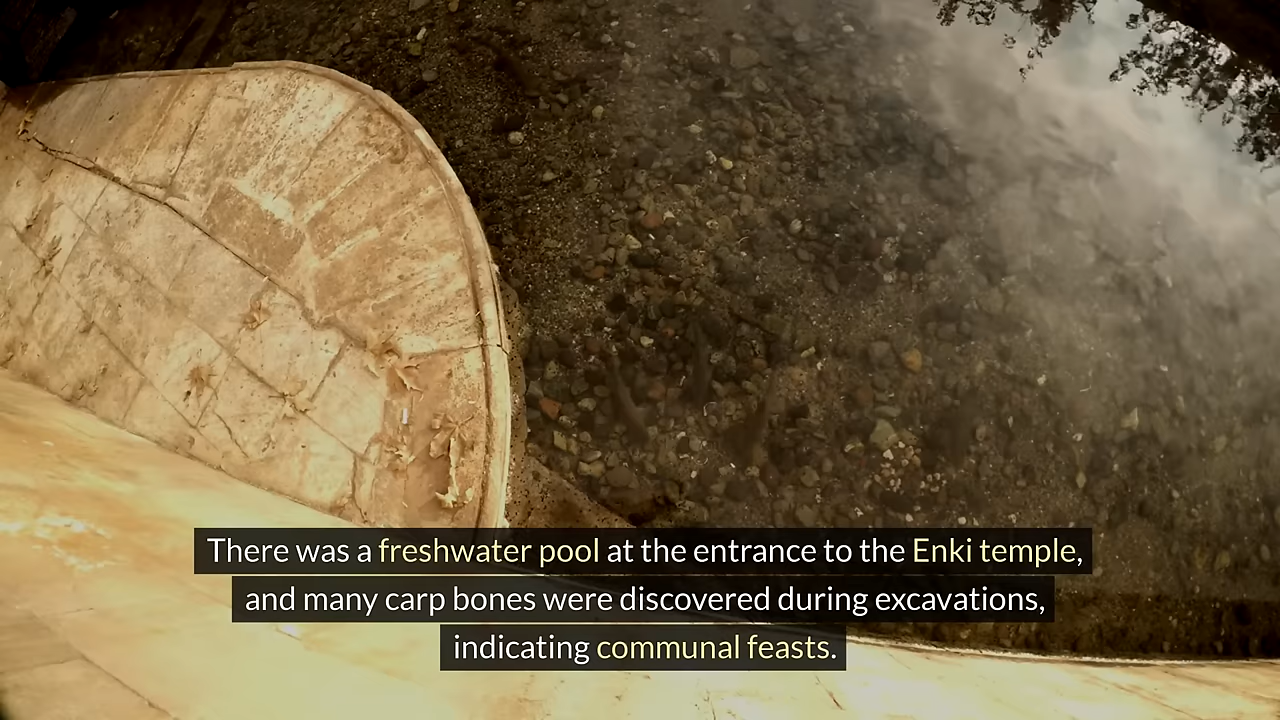 There was a freshwater pool at the entrance to the Enki temple,
and many carp bones were discovered during excavations,
indicating communal feasts.